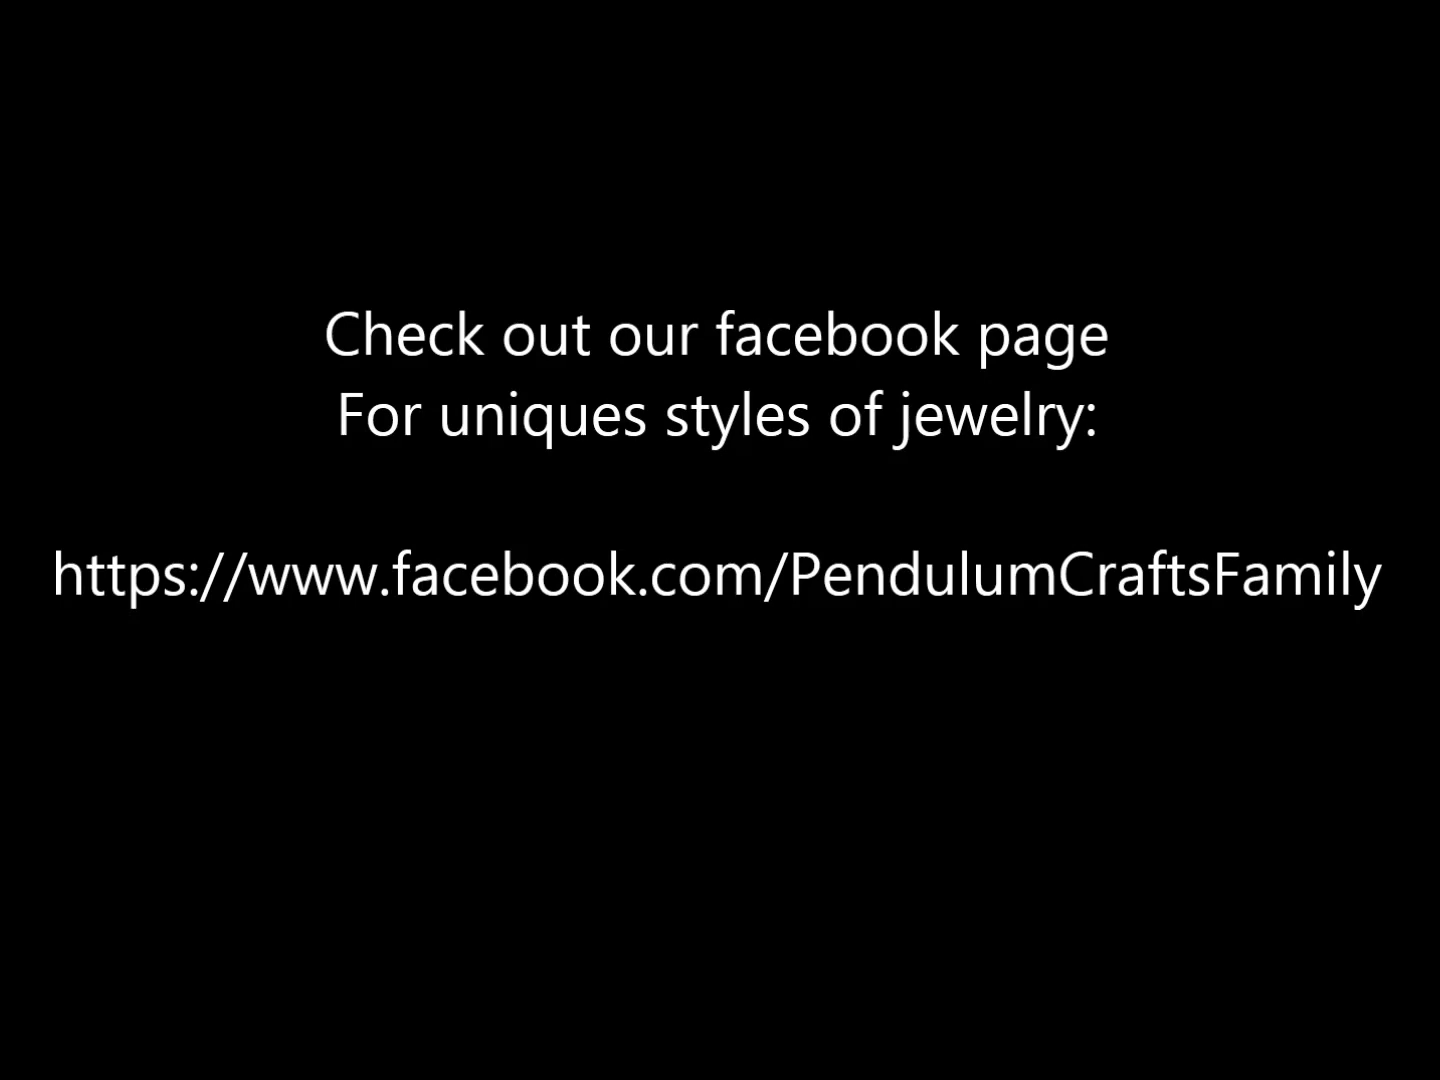 Check out our facebook page
For uniques styles of jewelry:
https://www.facebook.com/PendulumCraftsFamily